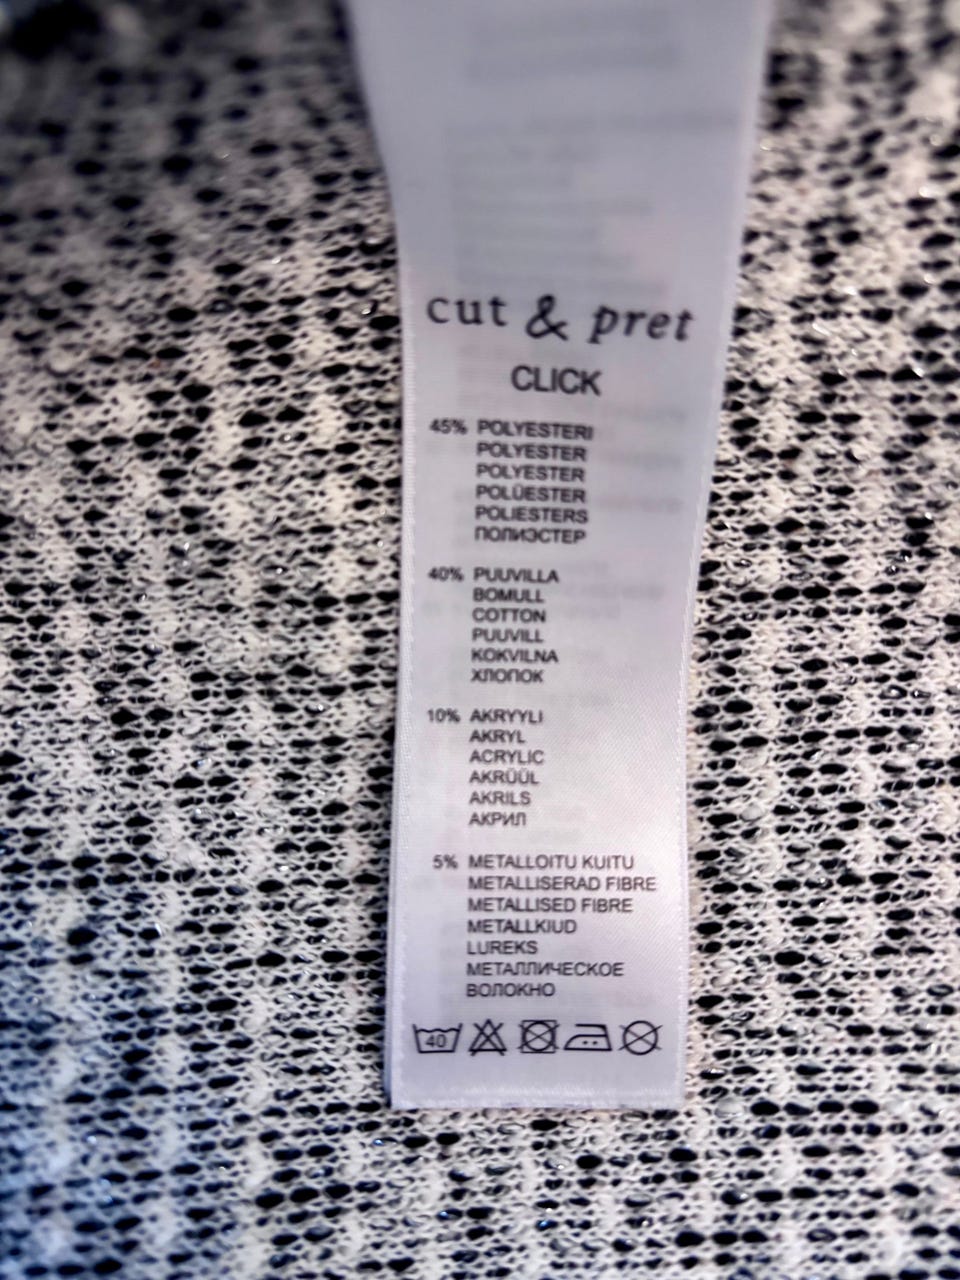 cut & pret
CLICK
45% POLYESTERI
POLYESTER
POLYESTER
POLÜESTER
POLIESTERS
ПОЛИЭСТЕР
40% PUUVILLA
BOMULL
COTTON
PUUVILL
KOKVILNA
ХЛОПОК
10% AKRYYLI
AKRYL
ACRYLIC
AKRÜÜL
AKRILS
АКРИЛ
5% METALLOITU KUITU
METALLISERAD FIBRE
METALLISED FIBRE
METALLKIUD
LUREKS
МЕТАЛЛИЧЕСКОЕ
ВОЛОКНО
40